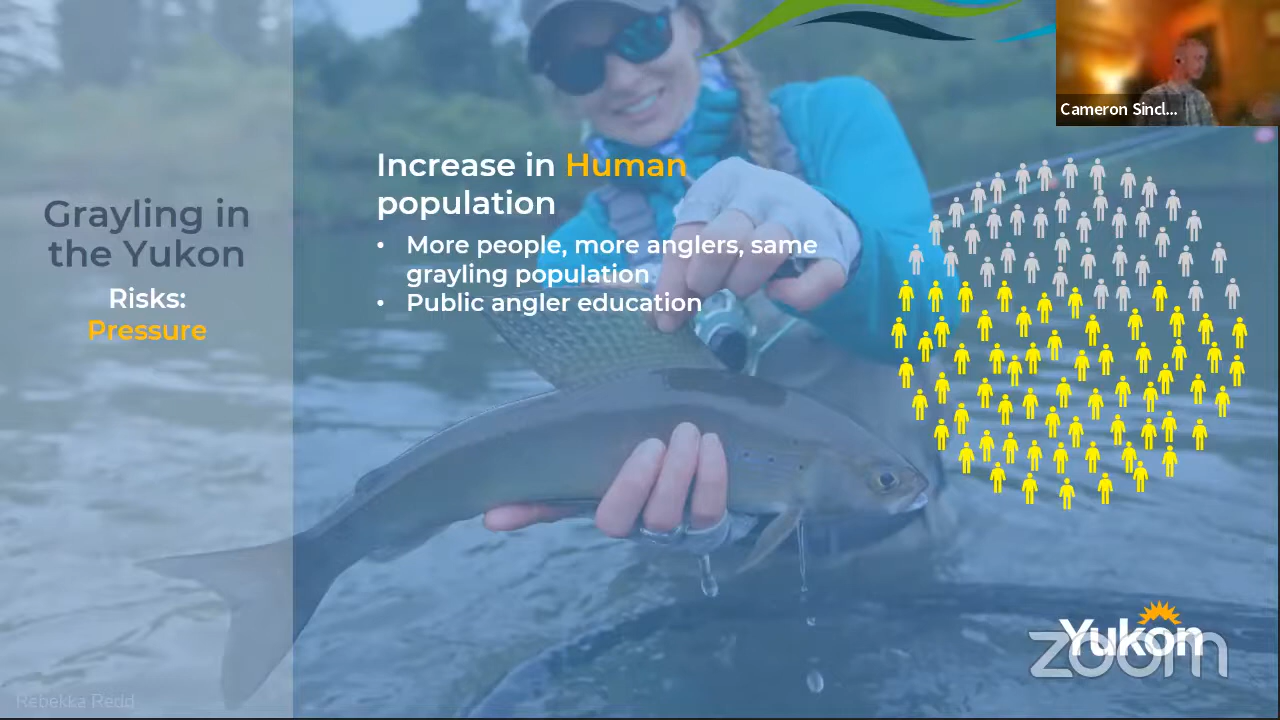 Cameron Sincl...
Increase in Human
population
• More people, more anglers, same
grayling population
• Public angler education
Grayling in
the Yukon
Risks:
Pressure
Yukon
zoom
Rebekka Redd